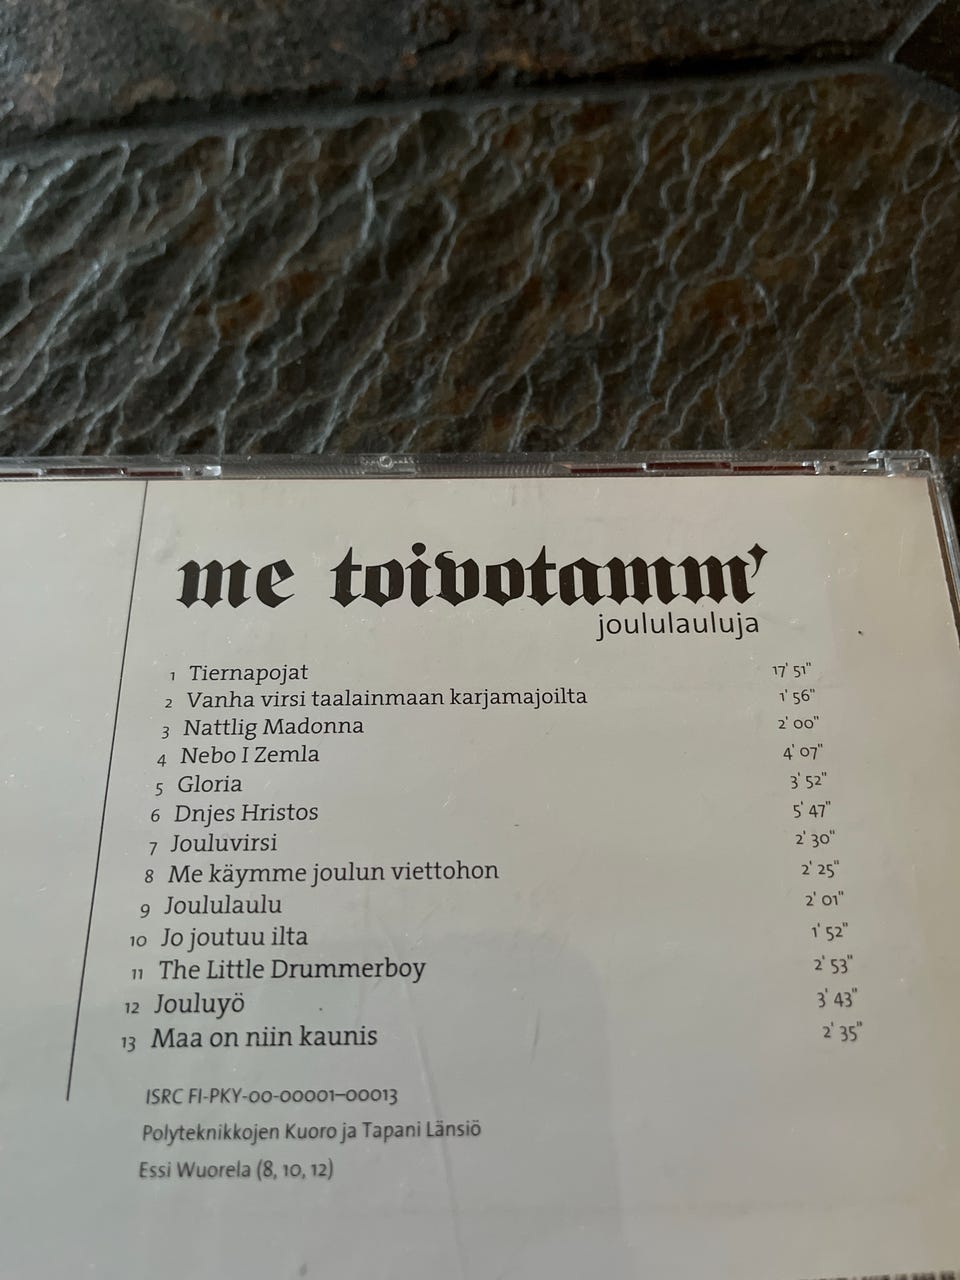 me toivotamm'
joululauluja
1 Tiernapojat 17' 51"
2 Vanha virsi taalainmaan karjamajoilta 1' 56"
3 Nattlig Madonna 2' 00"
4 Nebo I Zemla 4' 07"
5 Gloria 3' 52"
6 Dnjes Hristos 5' 47"
7 Jouluvirsi 2' 30"
8 Me käymme joulun viettohon 2' 25"
9 Joululaulu 2' 01"
10 Jo joutuu ilta 1' 52"
11 The Little Drummerboy 2' 53"
12 Jouluyö 3' 43"
13 Maa on niin kaunis 2' 35"
ISRC FI-PKY-00-00001–00013
Polyteknikkojen Kuoro ja Tapani Länsiö
Essi Wuorela (8, 10, 12)